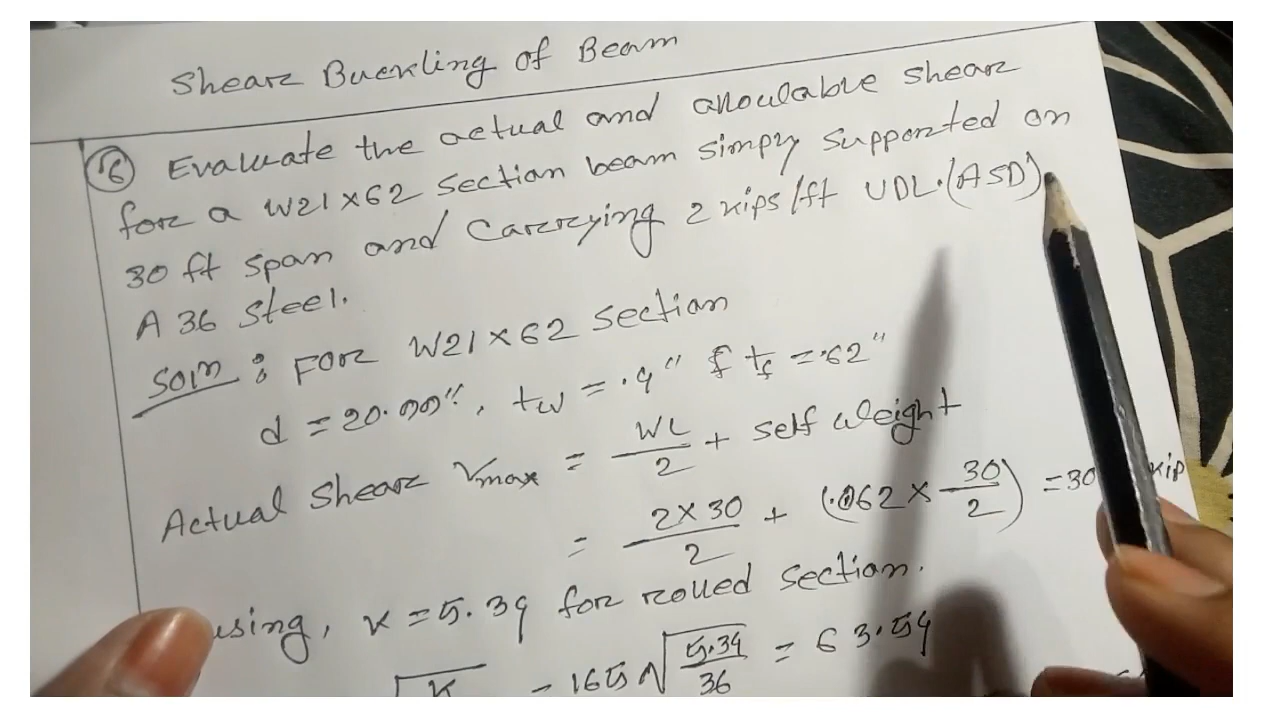 Shear Buckling of Beam
16 Evaluate the actual and allowable shear
for a W21×62 section beam simply supported on
30 ft span and carrying 2 kips/ft UDL.(ASD)
A 36 steel.
Soln: For W21×62 section
d = 20.99", tw = .4" & tf = .62"
Actual shear Vmax = WL/2 + self weight
= 2×30/2 + (.062 × 30/2) = 30 kip
using, K = 5.34 for rolled section.
√K - 165 √5.34/36 = 63.54